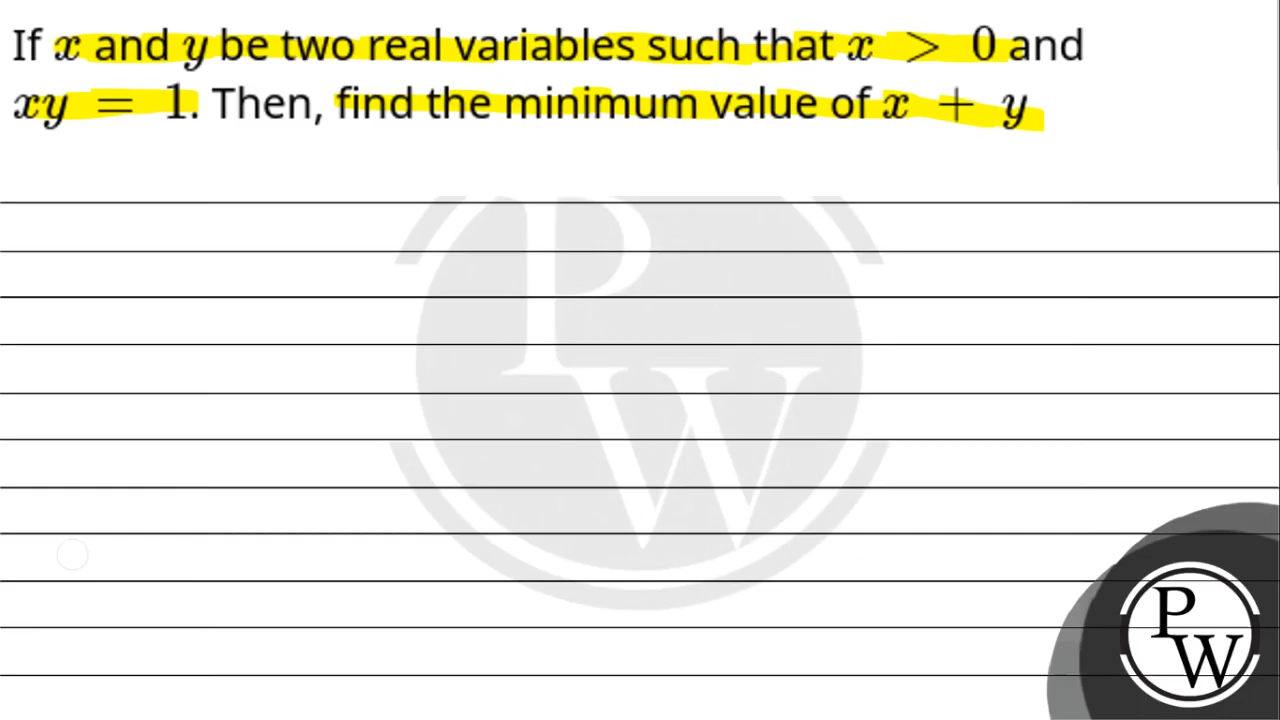 If x and y be two real variables such that x > 0 and
xy = 1. Then, find the minimum value of x + y
P
W
P
W